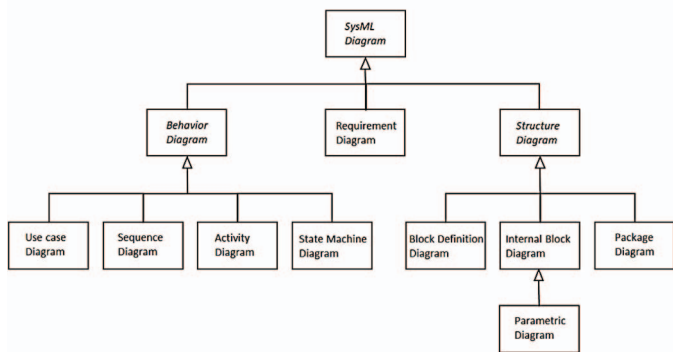 SysML
Diagram
Behavior
Diagram
Requirement
Diagram
Structure
Diagram
Use case
Diagram
Sequence
Diagram
Activity
Diagram
State Machine
Diagram
Block Definition
Diagram
Internal Block
Diagram
Package
Diagram
Parametric
Diagram